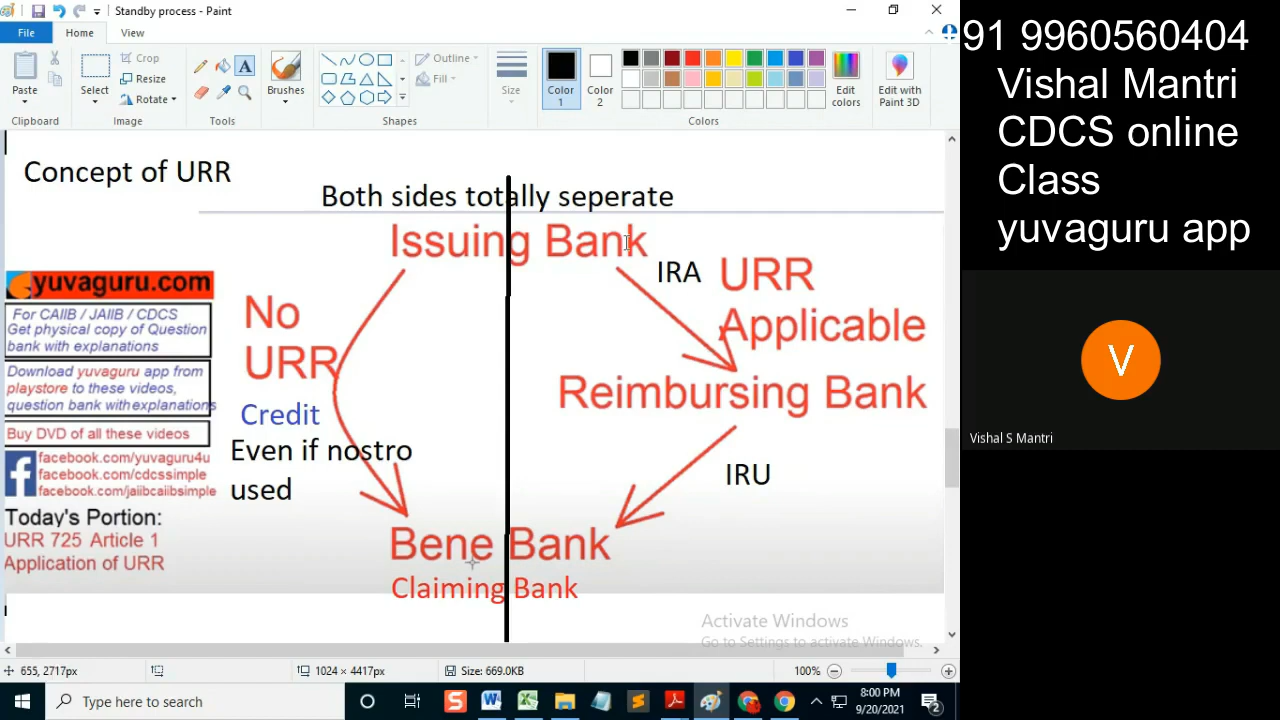 Standby process - Paint
File
Home
View
Paste
Select
Crop
Resize
Rotate
Brushes
Outline
Fill
Size
Color 1
Color 2
Edit colors
Edit with Paint 3D
Clipboard
Image
Tools
Shapes
Colors
Concept of URR
Both sides totally seperate
Issuing Bank
IRA
URR
Applicable
yuvaguru.com
No
URR
For CAIIB / JAIIB / CDCS
Get physical copy of Question
bank with explanations
Download yuvaguru app from
playstore to these videos,
question bank with explanations
Reimbursing Bank
Credit
Buy DVD of all these videos
Even if nostro
used
facebook.com/yuvaguru4u
facebook.com/cdcssimple
facebook.com/jaiibcaiibsimple
IRU
Today's Portion:
URR 725 Article 1
Application of URR
Bene Bank
Claiming Bank
Activate Windows
Go to Settings to activate Windows.
655, 2717px
1024 × 4417px
Size: 669.0KB
100%
Type here to search
8:00 PM
9/20/2021
2
91 9960560404
Vishal Mantri
CDCS online
Class
yuvaguru app
V
Vishal S Mantri